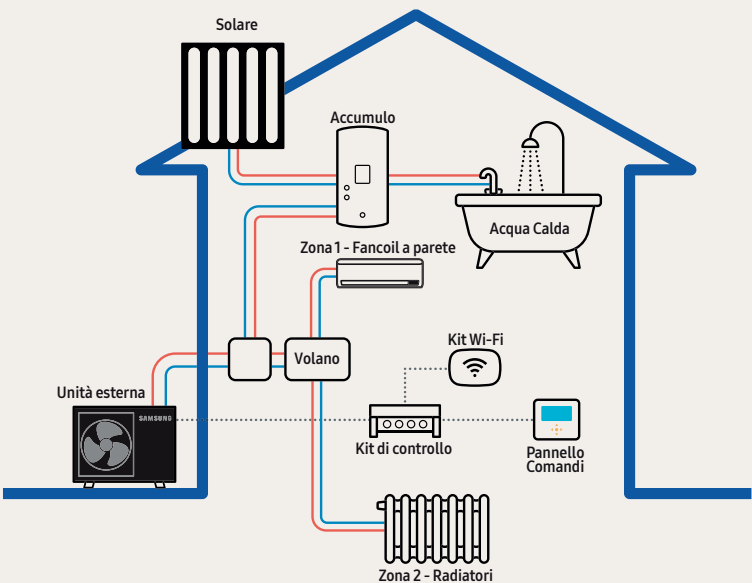 Solare
Accumulo
Acqua Calda
Zona 1 - Fancoil a parete
Volano
Kit Wi-Fi
Unità esterna
SAMSUNG
Kit di controllo
Pannello
Comandi
Zona 2 - Radiatori